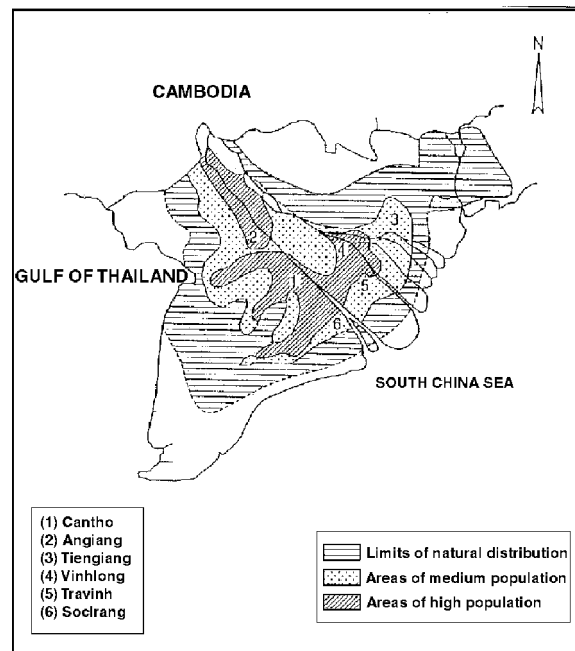 N
CAMBODIA
3
2
4
1
5
GULF OF THAILAND
6
SOUTH CHINA SEA
(1) Cantho
(2) Angiang
(3) Tiengiang
(4) Vinhlong
(5) Travinh
(6) Soclrang
Limits of natural distribution
Areas of medium population
Areas of high population